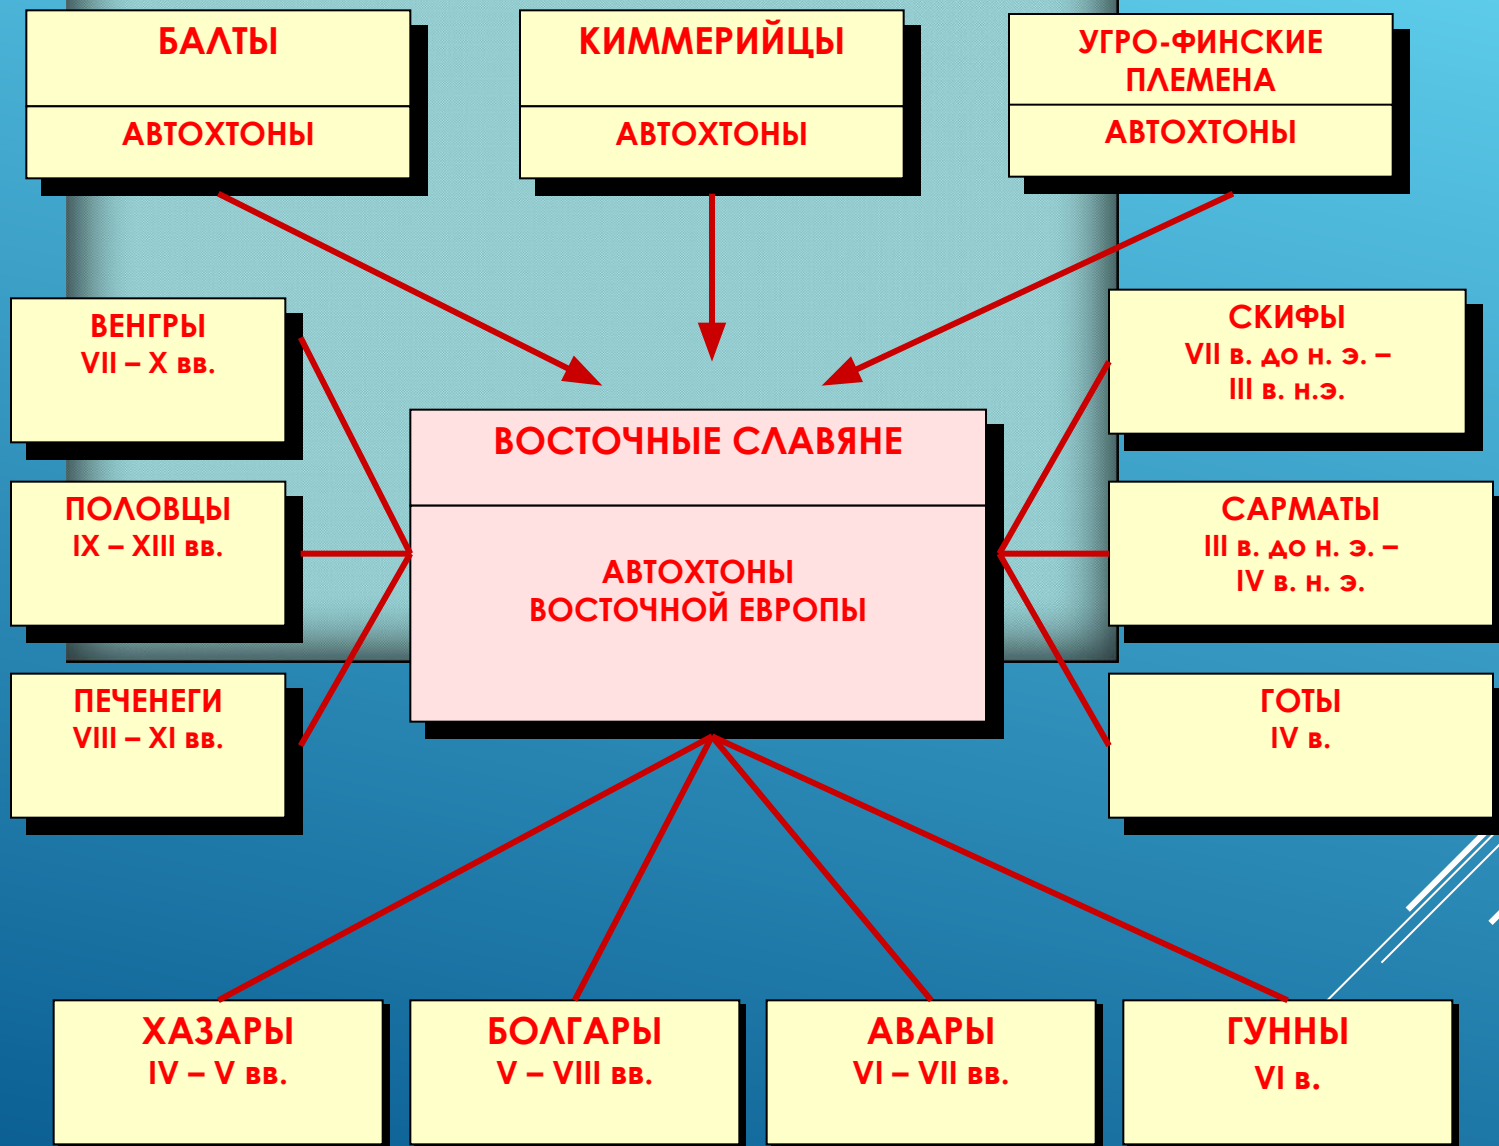 БАЛТЫ
АВТОХТОНЫ
КИММЕРИЙЦЫ
АВТОХТОНЫ
УГРО-ФИНСКИЕ
ПЛЕМЕНА
АВТОХТОНЫ
ВЕНГРЫ
VII – X вв.
ПОЛОВЦЫ
IX – XIII вв.
ПЕЧЕНЕГИ
VIII – XI вв.
ВОСТОЧНЫЕ СЛАВЯНЕ
АВТОХТОНЫ
ВОСТОЧНОЙ ЕВРОПЫ
СКИФЫ
VII в. до н. э. –
III в. н.э.
САРМАТЫ
III в. до н. э. –
IV в. н. э.
ГОТЫ
IV в.
ХАЗАРЫ
IV – V вв.
БОЛГАРЫ
V – VIII вв.
АВАРЫ
VI – VII вв.
ГУННЫ
VI в.